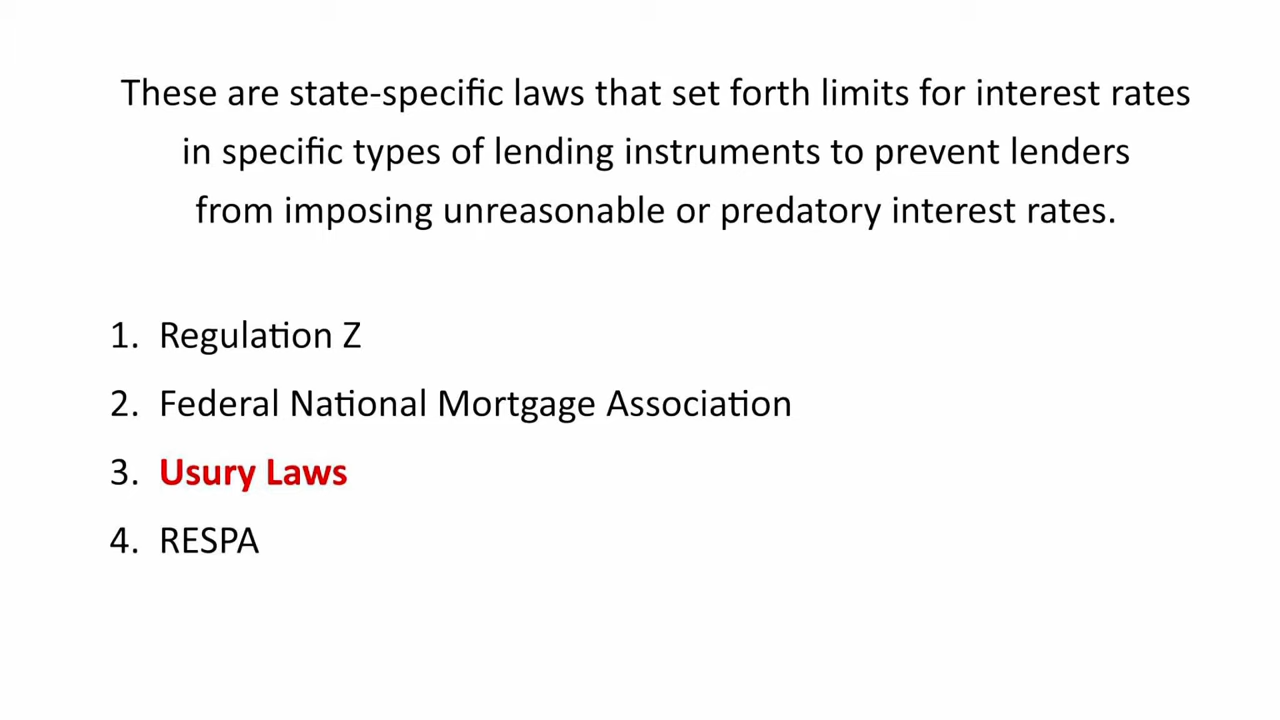 These are state-specific laws that set forth limits for interest rates
in specific types of lending instruments to prevent lenders
from imposing unreasonable or predatory interest rates.
1. Regulation Z
2. Federal National Mortgage Association
3. Usury Laws
4. RESPA